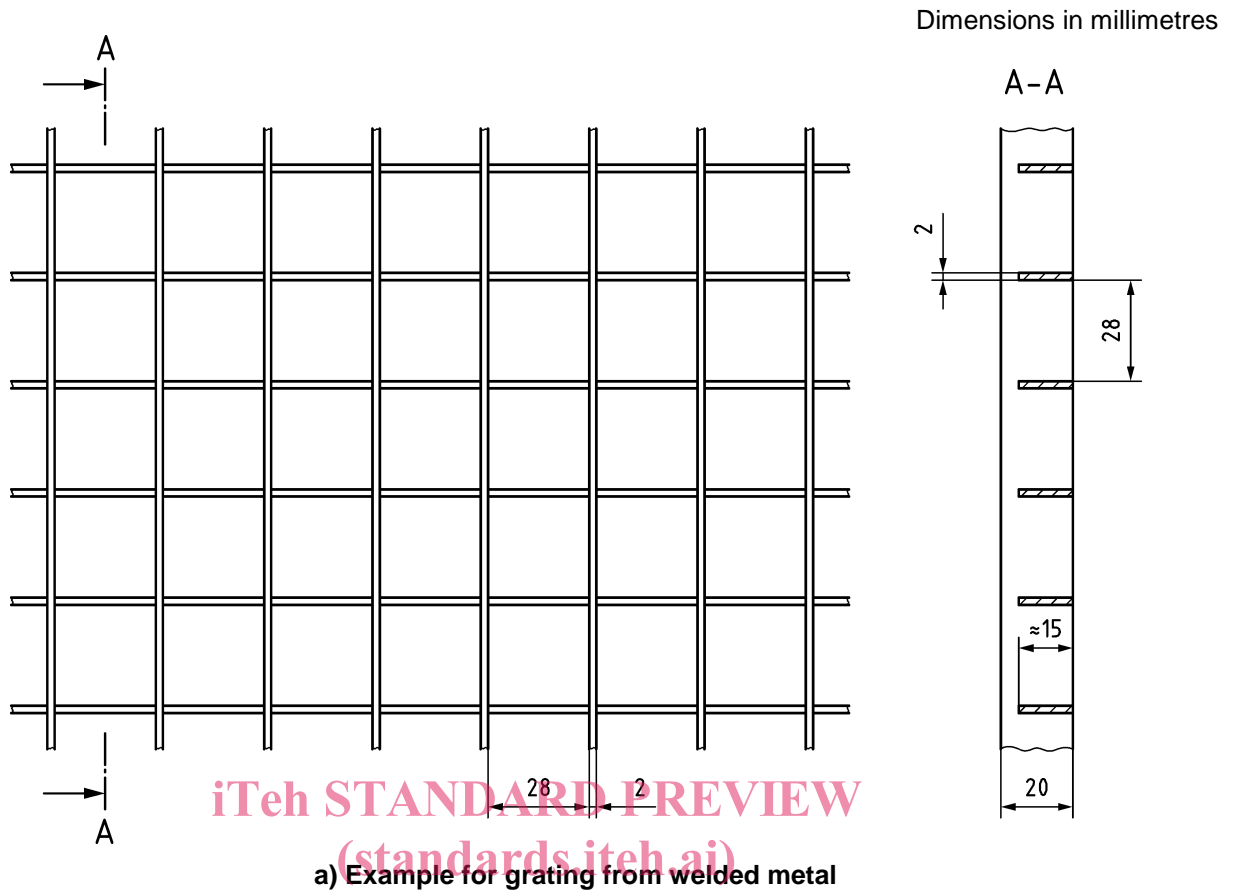 Dimensions in millimetres
A
A-A
2
28
≈15
28
2
20
A
iTeh STANDARD PREVIEW
(standards.iteh.ai)
a) Example for grating from welded metal